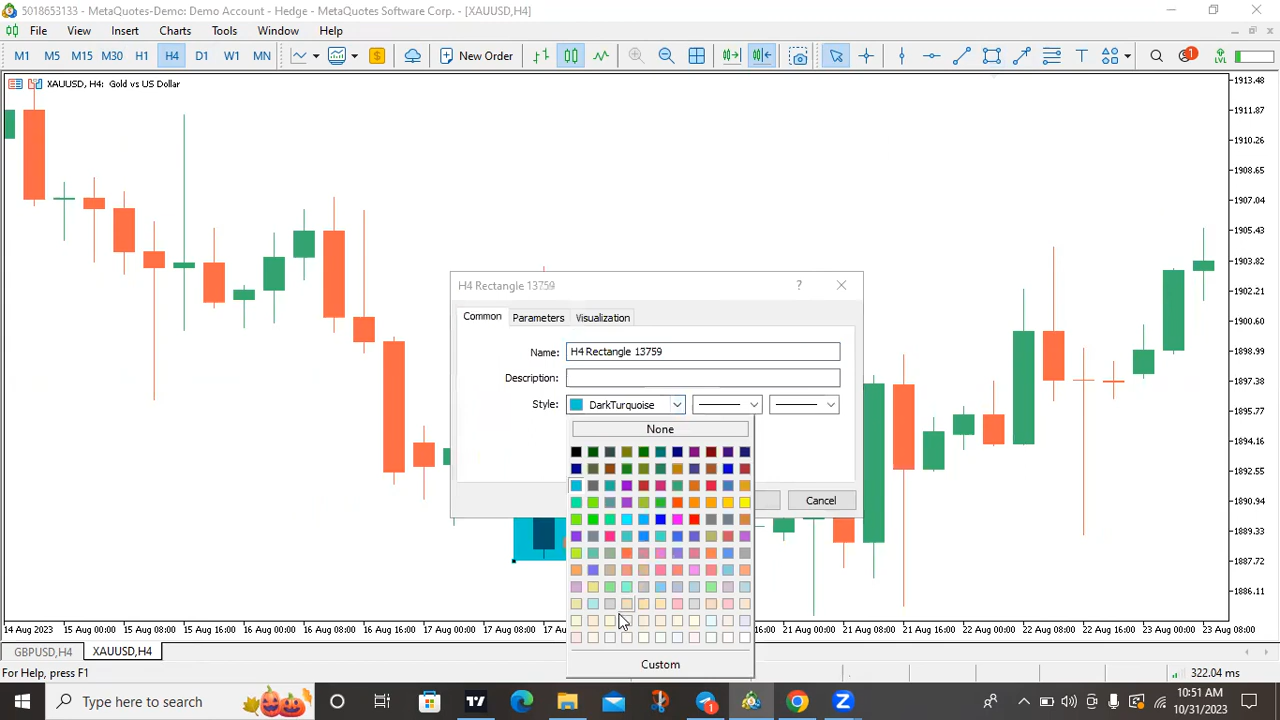 5018653133 - MetaQuotes-Demo: Demo Account - Hedge - MetaQuotes Software Corp. - [XAUUSD,H4]
File View Insert Charts Tools Window Help
M1 M5 M15 M30 H1 H4 D1 W1 MN $ New Order T 1 LVL
XAUUSD, H4: Gold vs US Dollar
1913.48
1911.87
1910.26
1908.65
1907.04
1905.43
1903.82
1902.21
1900.60
1898.99
1897.38
1895.77
1894.16
1892.55
1890.94
1889.33
1887.72
1886.11
1884.50
H4 Rectangle 13759 ?
Common Parameters Visualization
Name: H4 Rectangle 13759
Description:
Style: DarkTurquoise
None
Cancel
Custom
14 Aug 2023 15 Aug 00:00 15 Aug 08:00 15 Aug 16:00 16 Aug 00:00 16 Aug 08:00 16 Aug 16:00 17 Aug 00:00 17 Aug 08:00 17 A 16:00 21 Aug 00:00 21 Aug 08:00 21 Aug 16:00 22 Aug 00:00 22 Aug 08:00 22 Aug 16:00 23 Aug 00:00 23 Aug 08:00
GBPUSD,H4 XAUUSD,H4
For Help, press F1 322.04 ms
Type here to search 1 10:51 AM
10/31/2023